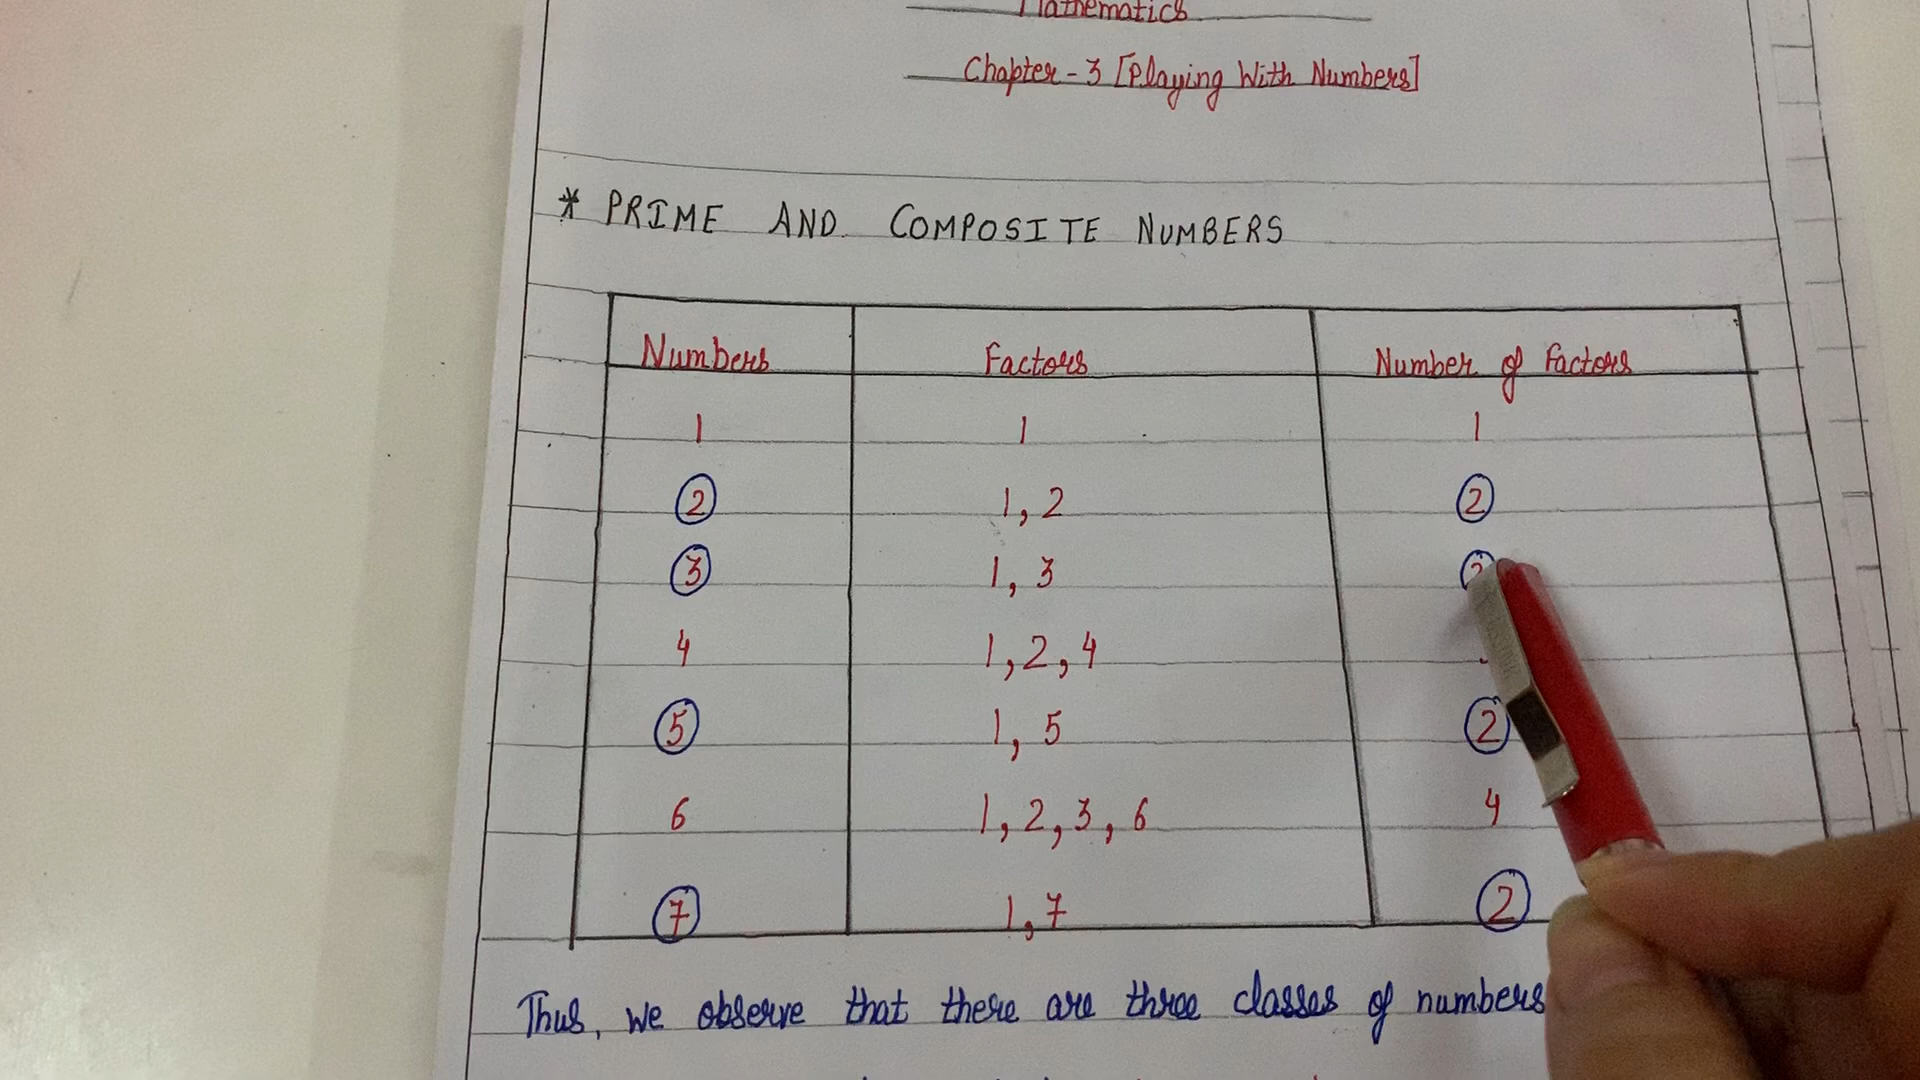 Mathematics
Chapter - 3 [Playing With Numbers]
* PRIME AND COMPOSITE NUMBERS
Numbers Factors Number of factors
1 1 1
2 1, 2 2
3 1, 3 2
4 1, 2, 4
5 1, 5 2
6 1, 2, 3, 6 4
7 1, 7 2
Thus, we observe that there are three classes of numbers